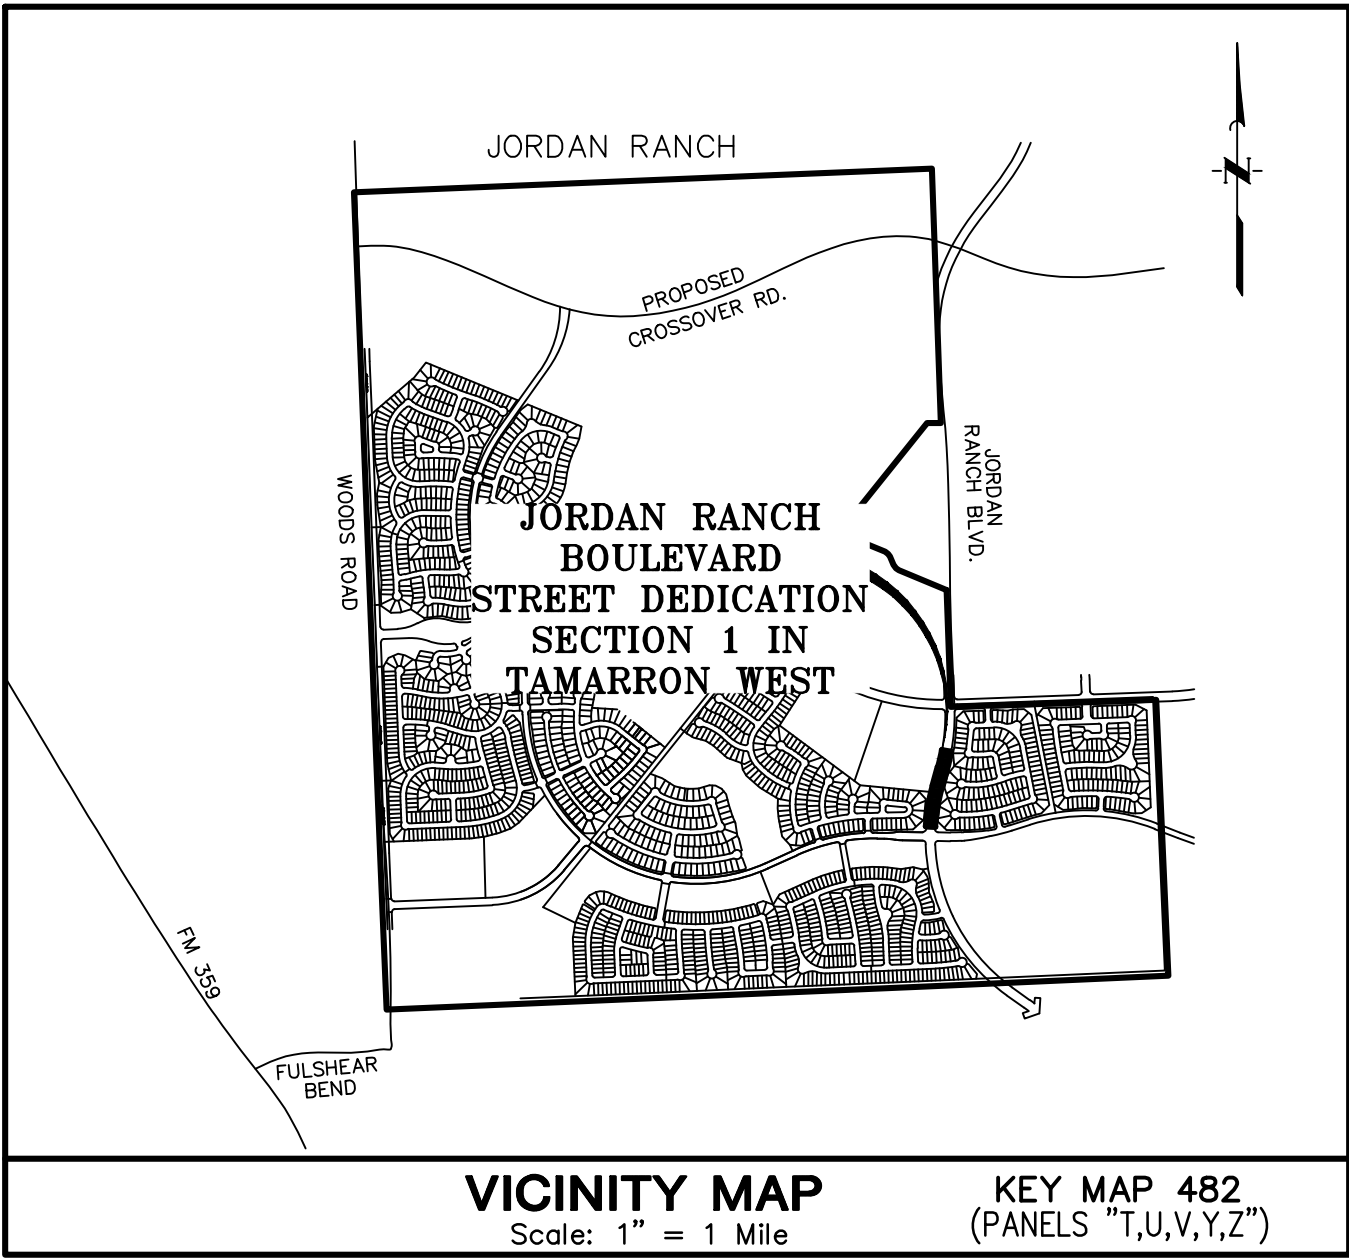 JORDAN RANCH
N
PROPOSED
CROSSOVER RD.
JORDAN
RANCH BLVD.
WOODS ROAD
JORDAN RANCH
BOULEVARD
STREET DEDICATION
SECTION 1 IN
TAMARRON WEST
FM 359
FULSHEAR
BEND
VICINITY MAP
Scale: 1" = 1 Mile
KEY MAP 482
(PANELS "T,U,V,Y,Z")